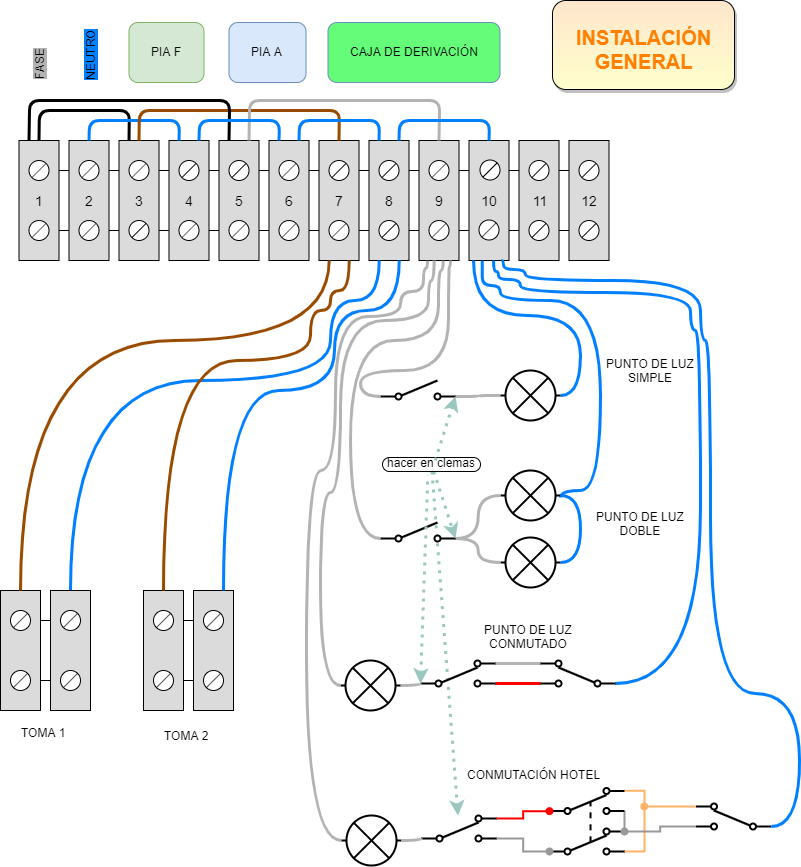 FASE
NEUTRO
PIA F
PIA A
CAJA DE DERIVACIÓN
INSTALACIÓN
GENERAL
1
2
3
4
5
6
7
8
9
10
11
12
PUNTO DE LUZ
SIMPLE
hacer en clemas
PUNTO DE LUZ
DOBLE
PUNTO DE LUZ
CONMUTADO
TOMA 1
TOMA 2
CONMUTACIÓN HOTEL